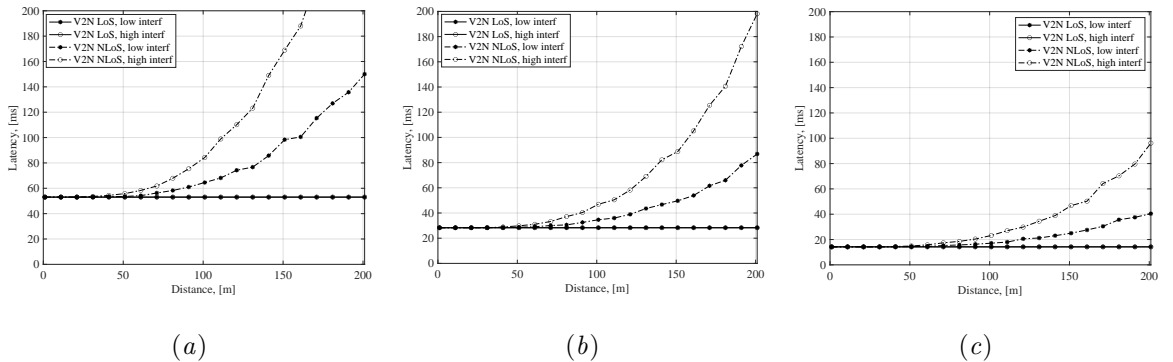 V2N LoS, low interf
V2N LoS, high interf
V2N NLoS, low interf
V2N NLoS, high interf
200
180
160
140
120
100
80
60
40
20
0
Latency, [ms]
0 50 100 150 200
Distance, [m]
(a)
V2N LoS, low interf
V2N LoS, high interf
V2N NLoS, low interf
V2N NLoS, high interf
200
180
160
140
120
100
80
60
40
20
0
Latency, [ms]
0 50 100 150 200
Distance, [m]
(b)
V2N LoS, low interf
V2N LoS, high interf
V2N NLoS, low interf
V2N NLoS, high interf
200
180
160
140
120
100
80
60
40
20
0
Latency, [ms]
0 50 100 150 200
Distance, [m]
(c)